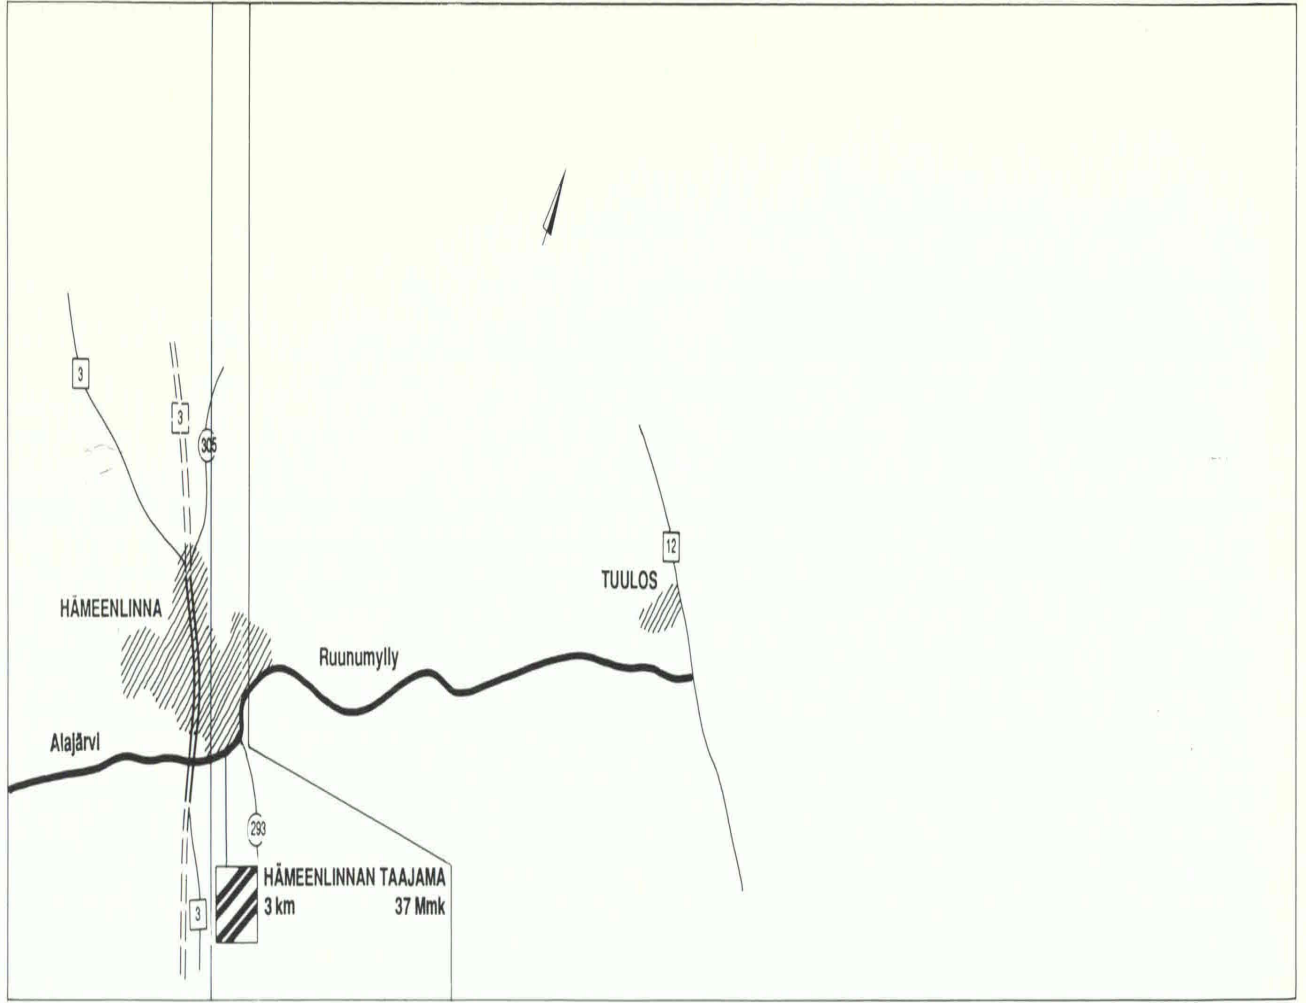 3
3
305
12
TUULOS
HÄMEENLINNA
Ruunumylly
Alajärvi
293
HÄMEENLINNAN TAAJAMA
3 km 37 Mmk
3